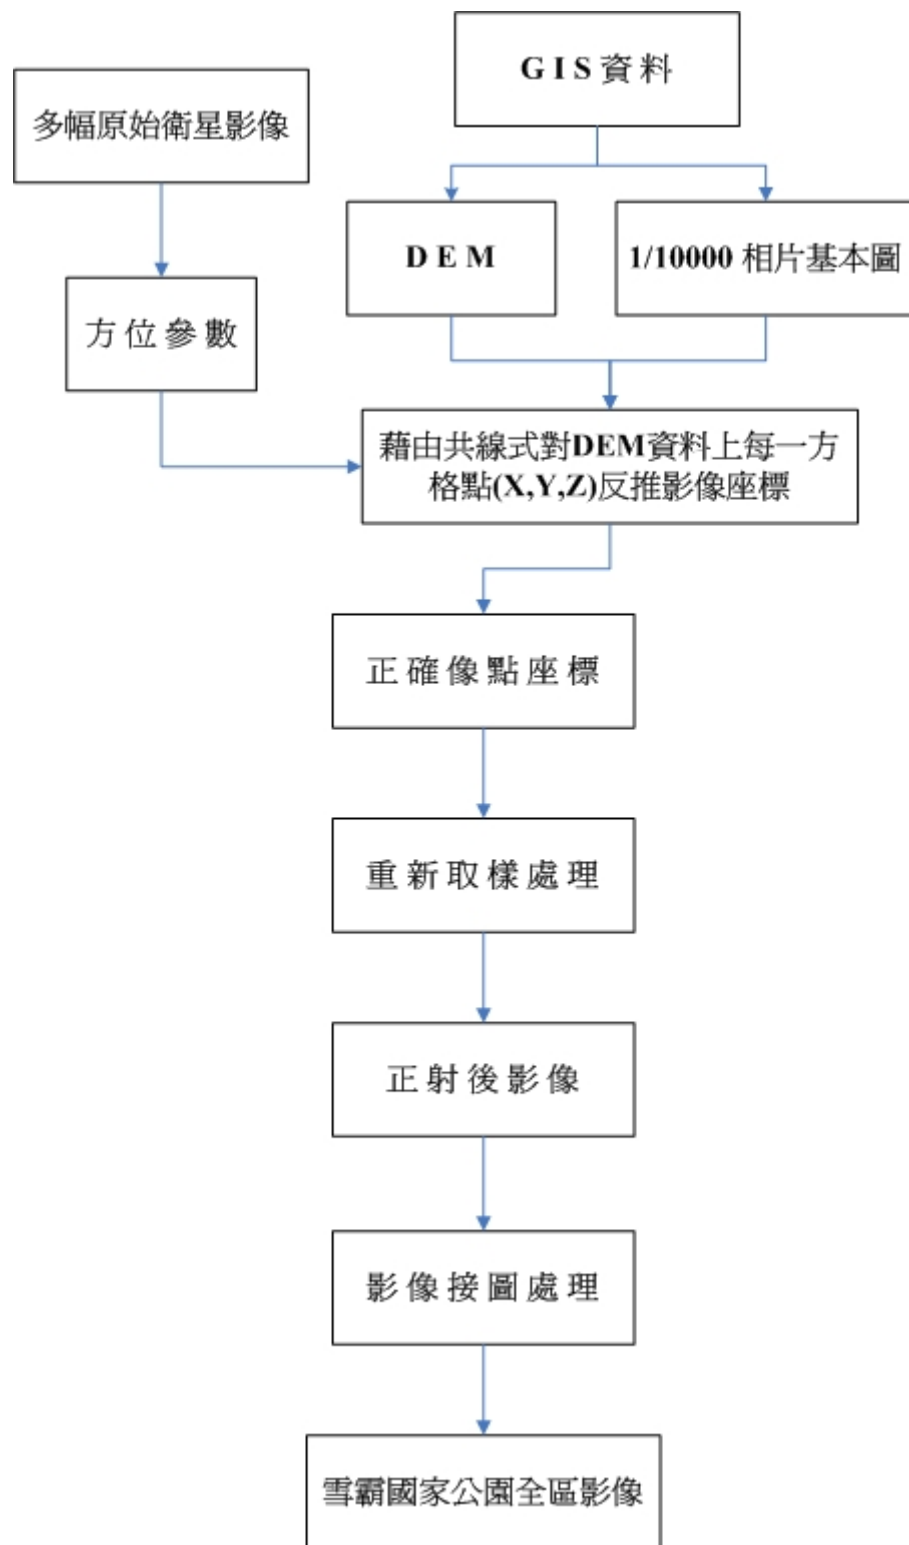 GIS資料
多幅原始衛星影像
DEM
1/10000 相片基本圖
方位參數
藉由共線式對DEM資料上每一方
格點(X,Y,Z)反推影像座標
正確像點座標
重新取樣處理
正射後影像
影像接圖處理
雪霸國家公園全區影像